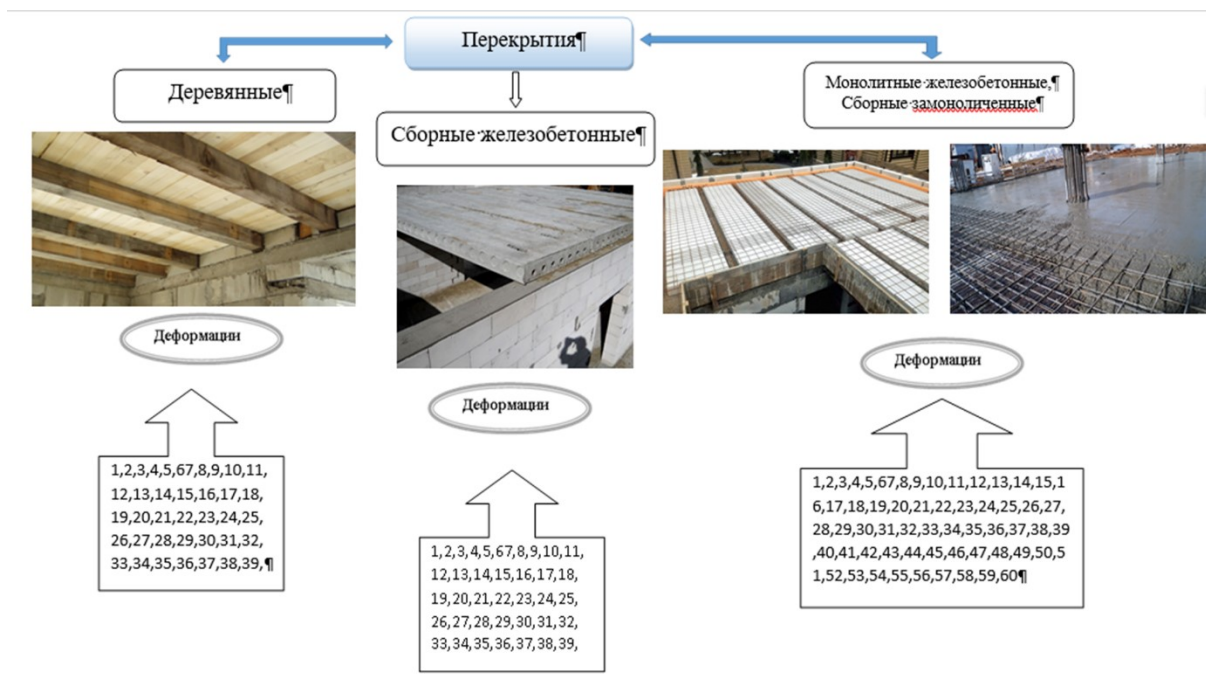 Перекрытия¶
Деревянные¶
Сборные·железобетонные¶
Монолитные·железобетонные,¶
Сборные·замоноличенные¶
Деформации
Деформации
Деформации
1,2,3,4,5,67,8,9,10,11,
12,13,14,15,16,17,18,
19,20,21,22,23,24,25,
26,27,28,29,30,31,32,
33,34,35,36,37,38,39,¶
1,2,3,4,5,67,8,9,10,11,
12,13,14,15,16,17,18,
19,20,21,22,23,24,25,
26,27,28,29,30,31,32,
33,34,35,36,37,38,39,
1,2,3,4,5,67,8,9,10,11,12,13,14,15,1
6,17,18,19,20,21,22,23,24,25,26,27,
28,29,30,31,32,33,34,35,36,37,38,39
,40,41,42,43,44,45,46,47,48,49,50,5
1,52,53,54,55,56,57,58,59,60¶